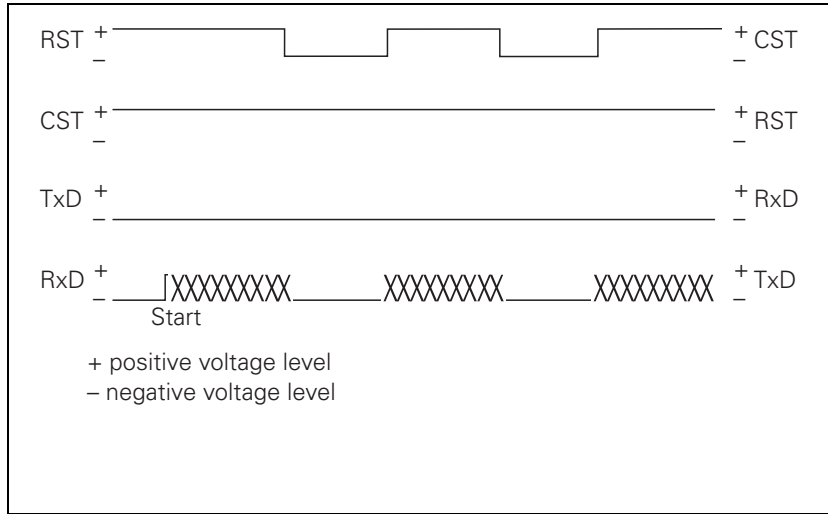 RST + – + – CST
CST + – + – RST
TxD + – + – RxD
RxD + – + – TxD
Start
+ positive voltage level
– negative voltage level